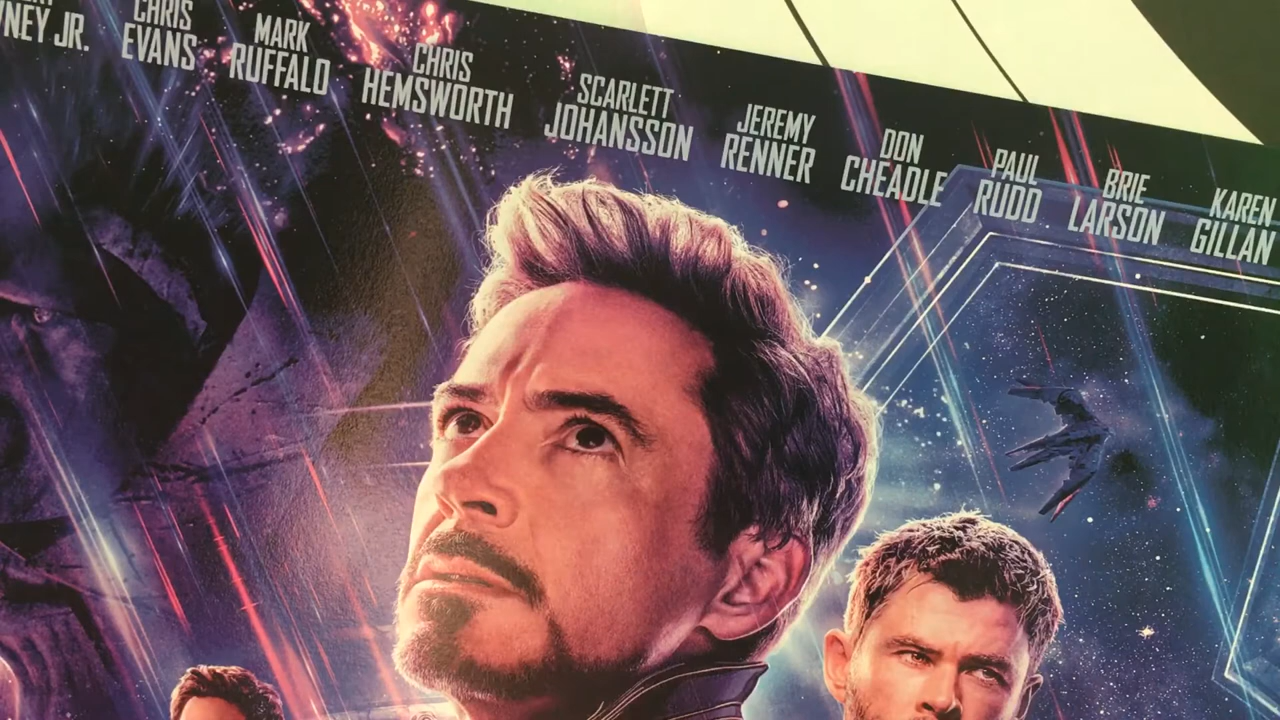 NEY JR.
CHRIS
EVANS
MARK
RUFFALO
CHRIS
HEMSWORTH
SCARLETT
JOHANSSON
JEREMY
RENNER
DON
CHEADLE
PAUL
RUDD
BRIE
LARSON
KAREN
GILLAN